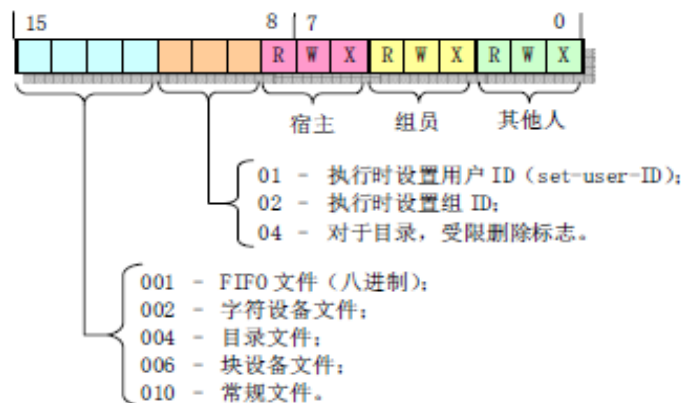 15 8 7 0
R W X R W X R W X
宿主 组员 其他人
01 - 执行时设置用户 ID（set-user-ID）；
02 - 执行时设置组 ID；
04 - 对于目录，受限删除标志。
001 - FIFO 文件（八进制）；
002 - 字符设备文件；
004 - 目录文件；
006 - 块设备文件；
010 - 常规文件。